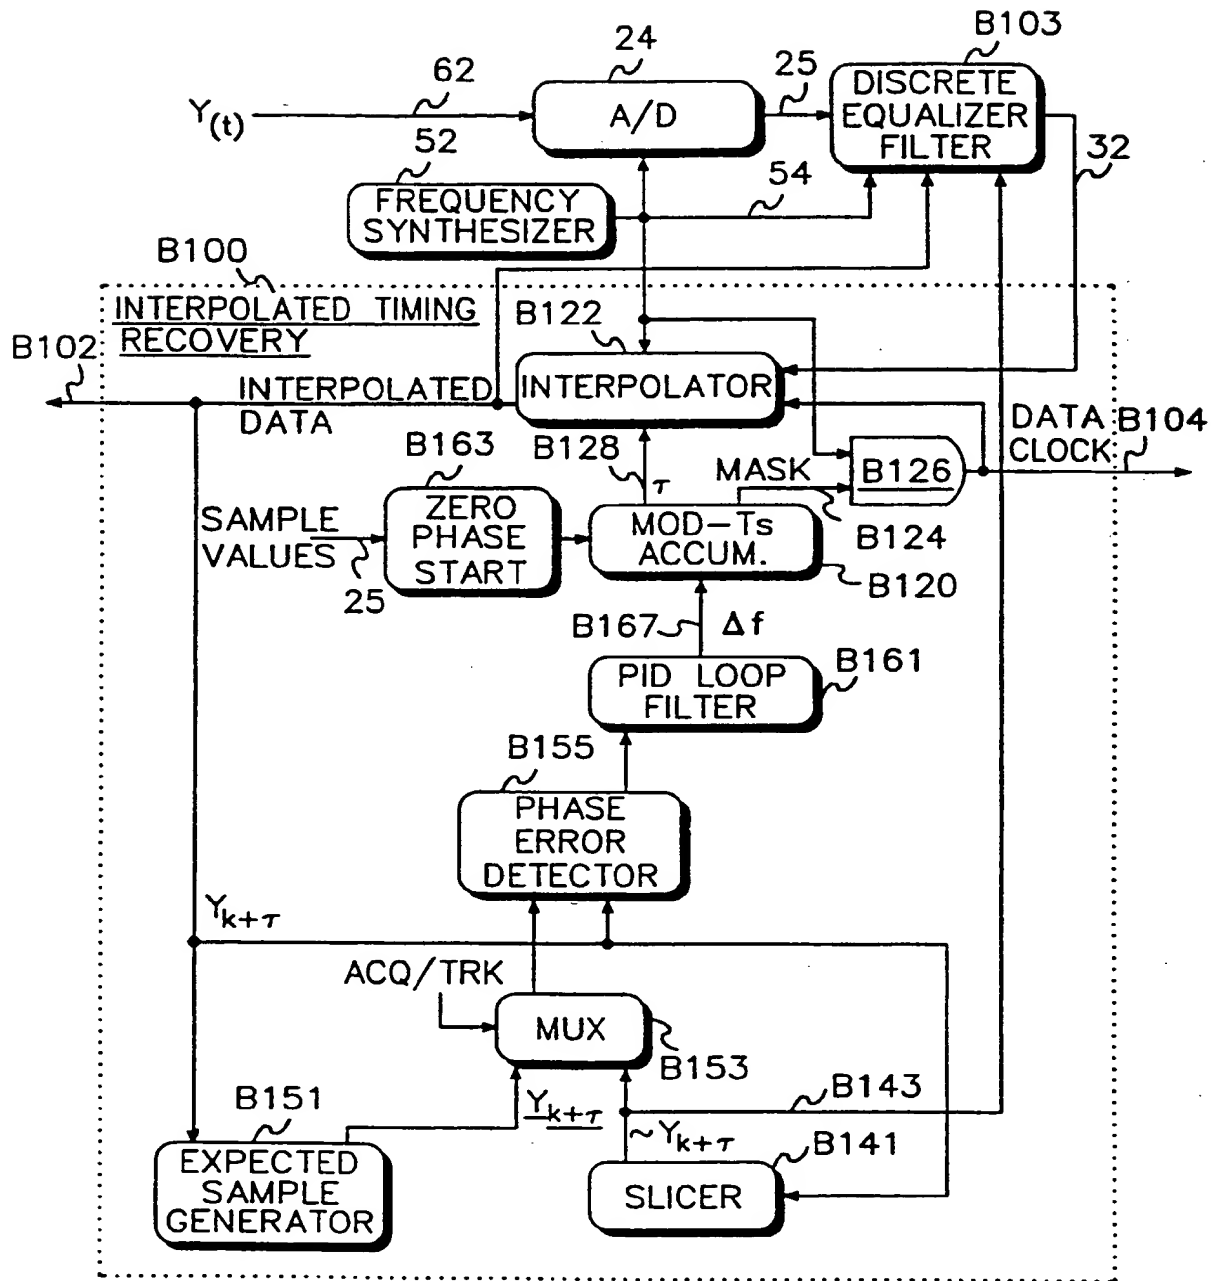 B103
24
62
25
DISCRETE
EQUALIZER
FILTER
Y(t)
A/D
52
32
54
FREQUENCY
SYNTHESIZER
B100
INTERPOLATED TIMING
RECOVERY
B122
B102
INTERPOLATOR
INTERPOLATED
DATA
DATA
CLOCK
B104
B163
B128
τ
MASK
B126
ZERO
PHASE
START
SAMPLE
VALUES
25
MOD-Ts
ACCUM.
B124
B120
B167
Δf
B161
PID LOOP
FILTER
B155
PHASE
ERROR
DETECTOR
Yk+τ
ACQ/TRK
MUX
B153
B151
Yk+τ
B143
~Yk+τ
B141
EXPECTED
SAMPLE
GENERATOR
SLICER